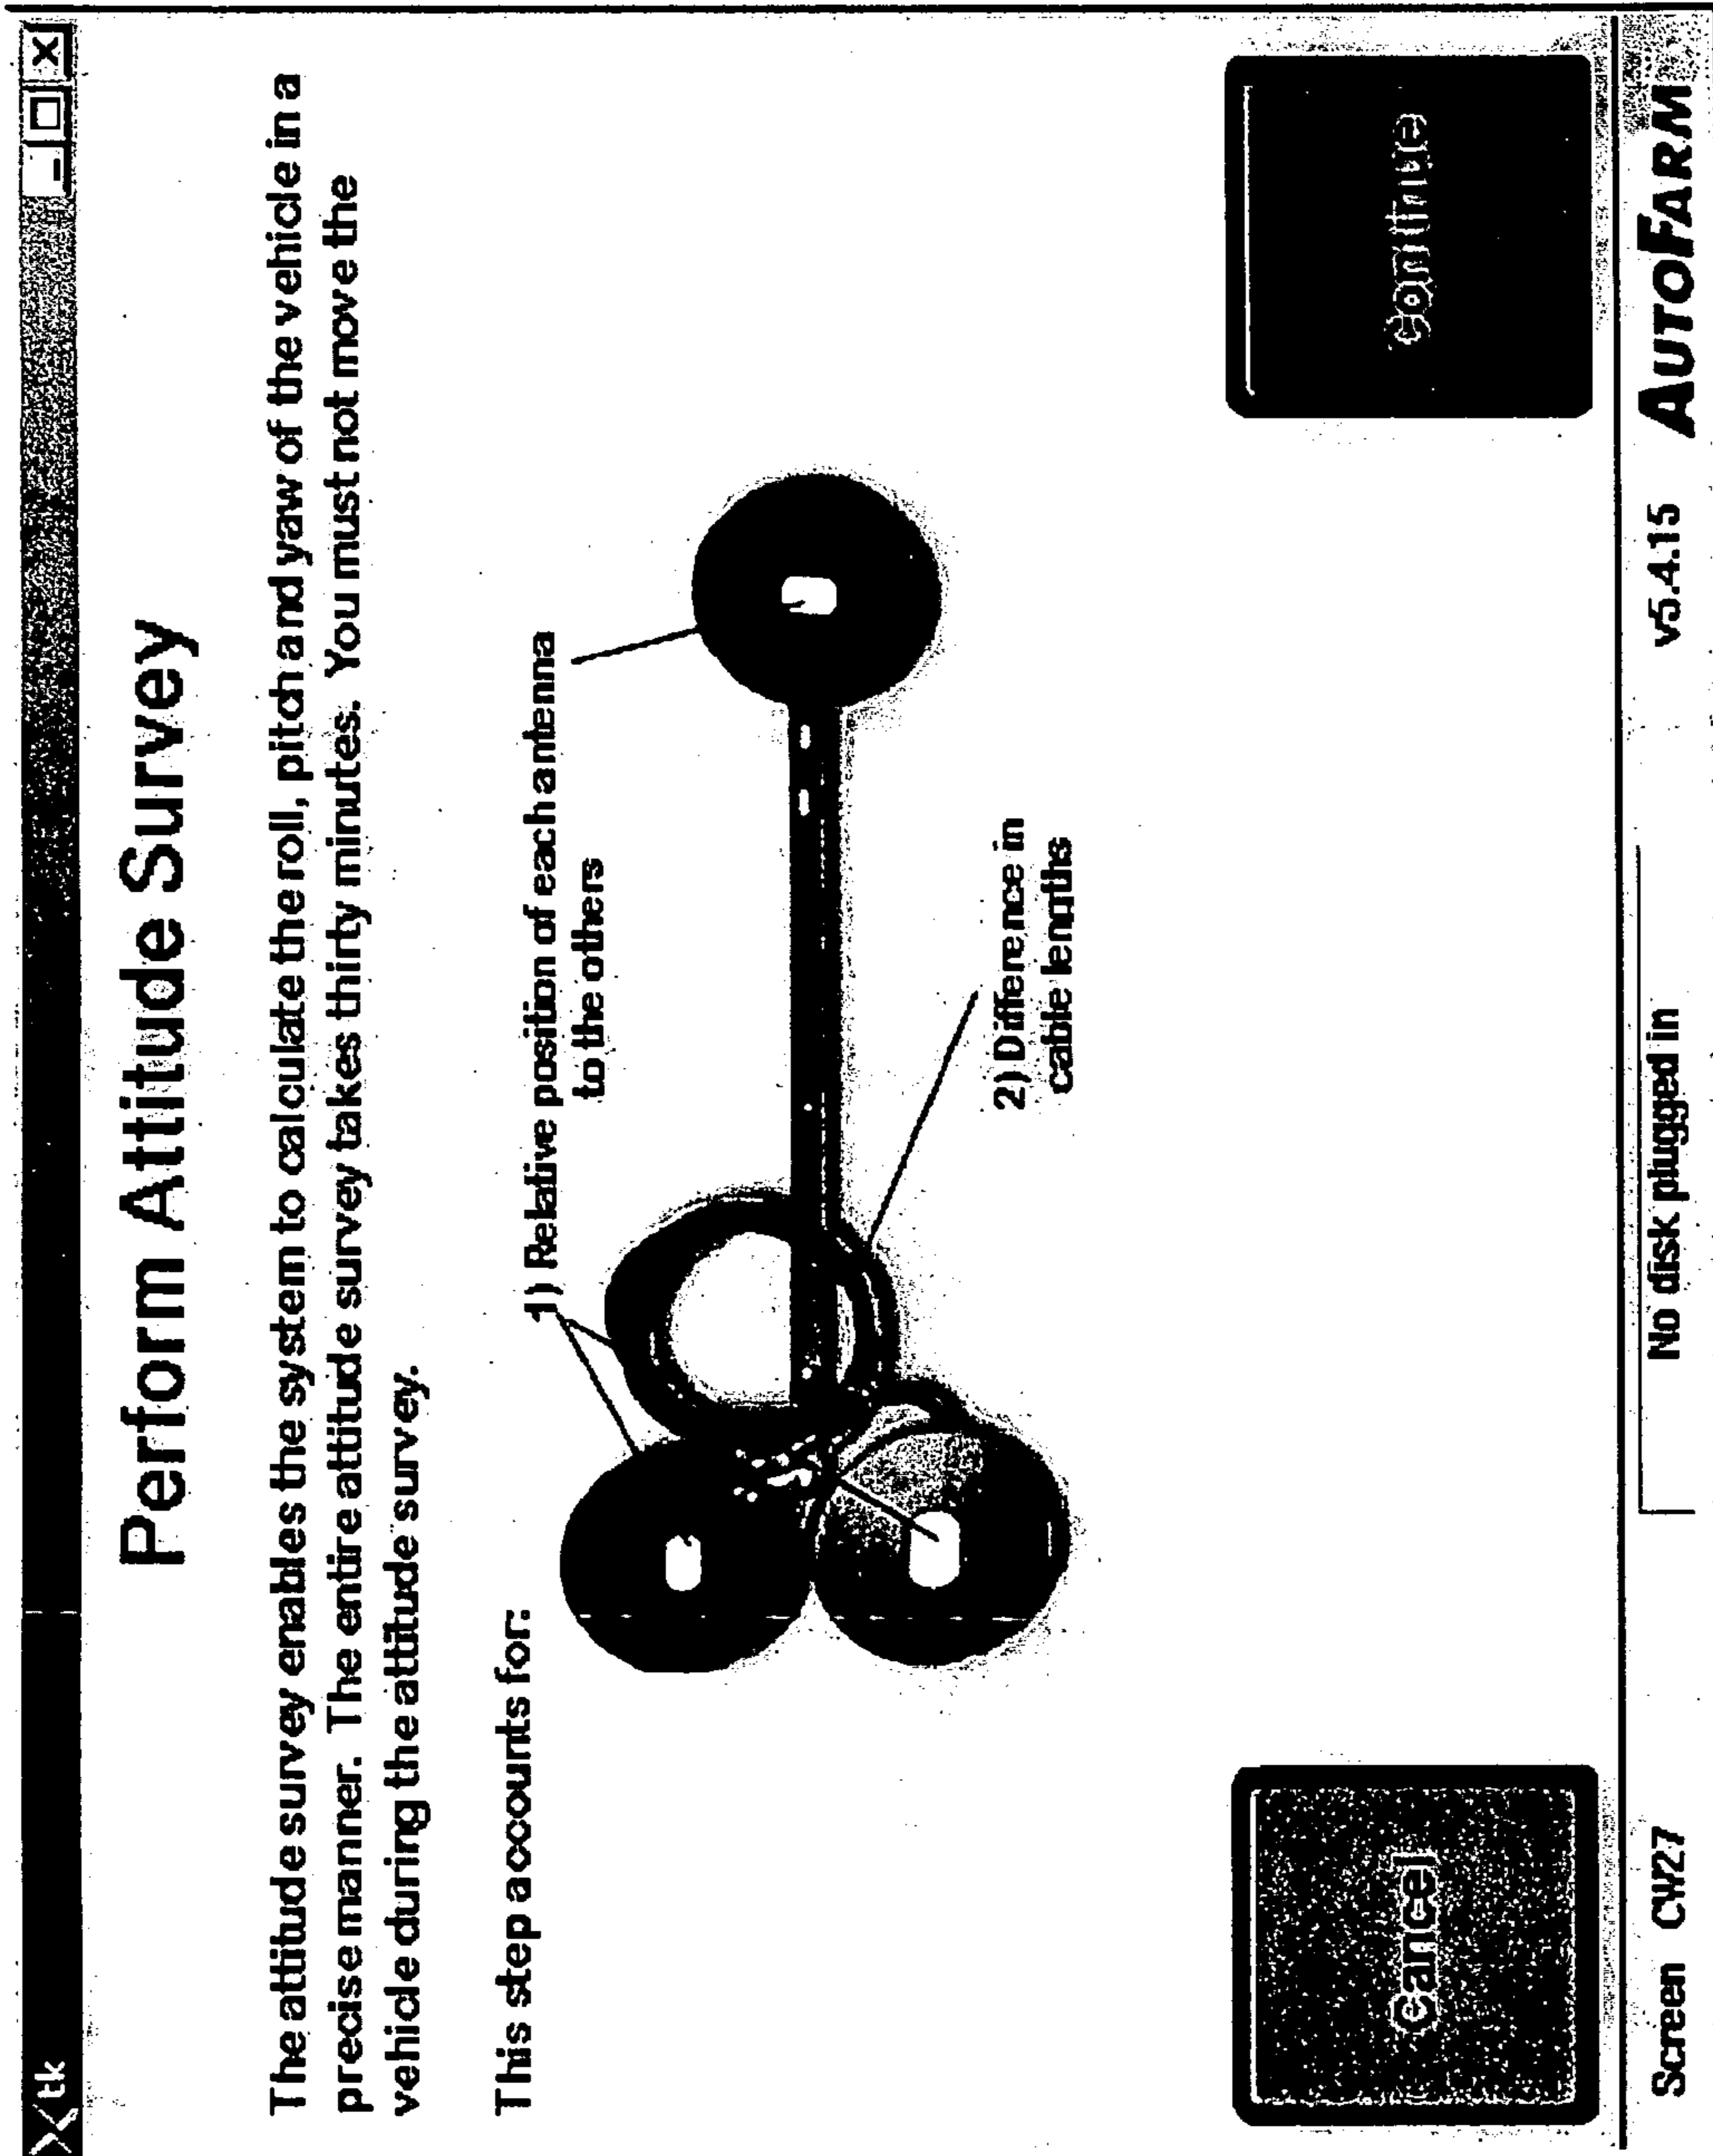 tk
Perform Attitude Survey
The attitude survey enables the system to calculate the roll, pitch and yaw of the vehicle in a
precise manner. The entire attitude survey takes thirty minutes. You must not move the
vehicle during the attitude survey.
This step accounts for:
1) Relative position of each antenna
to the others
2) Difference in
cable lengths
Cancel
Continue
Screen CW27
No disk plugged in
v5.4.15
AUTOFARM